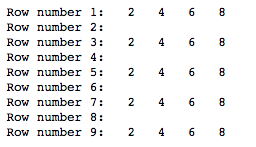 Row number 1:   2   4   6   8
Row number 2:
Row number 3:   2   4   6   8
Row number 4:
Row number 5:   2   4   6   8
Row number 6:
Row number 7:   2   4   6   8
Row number 8:
Row number 9:   2   4   6   8